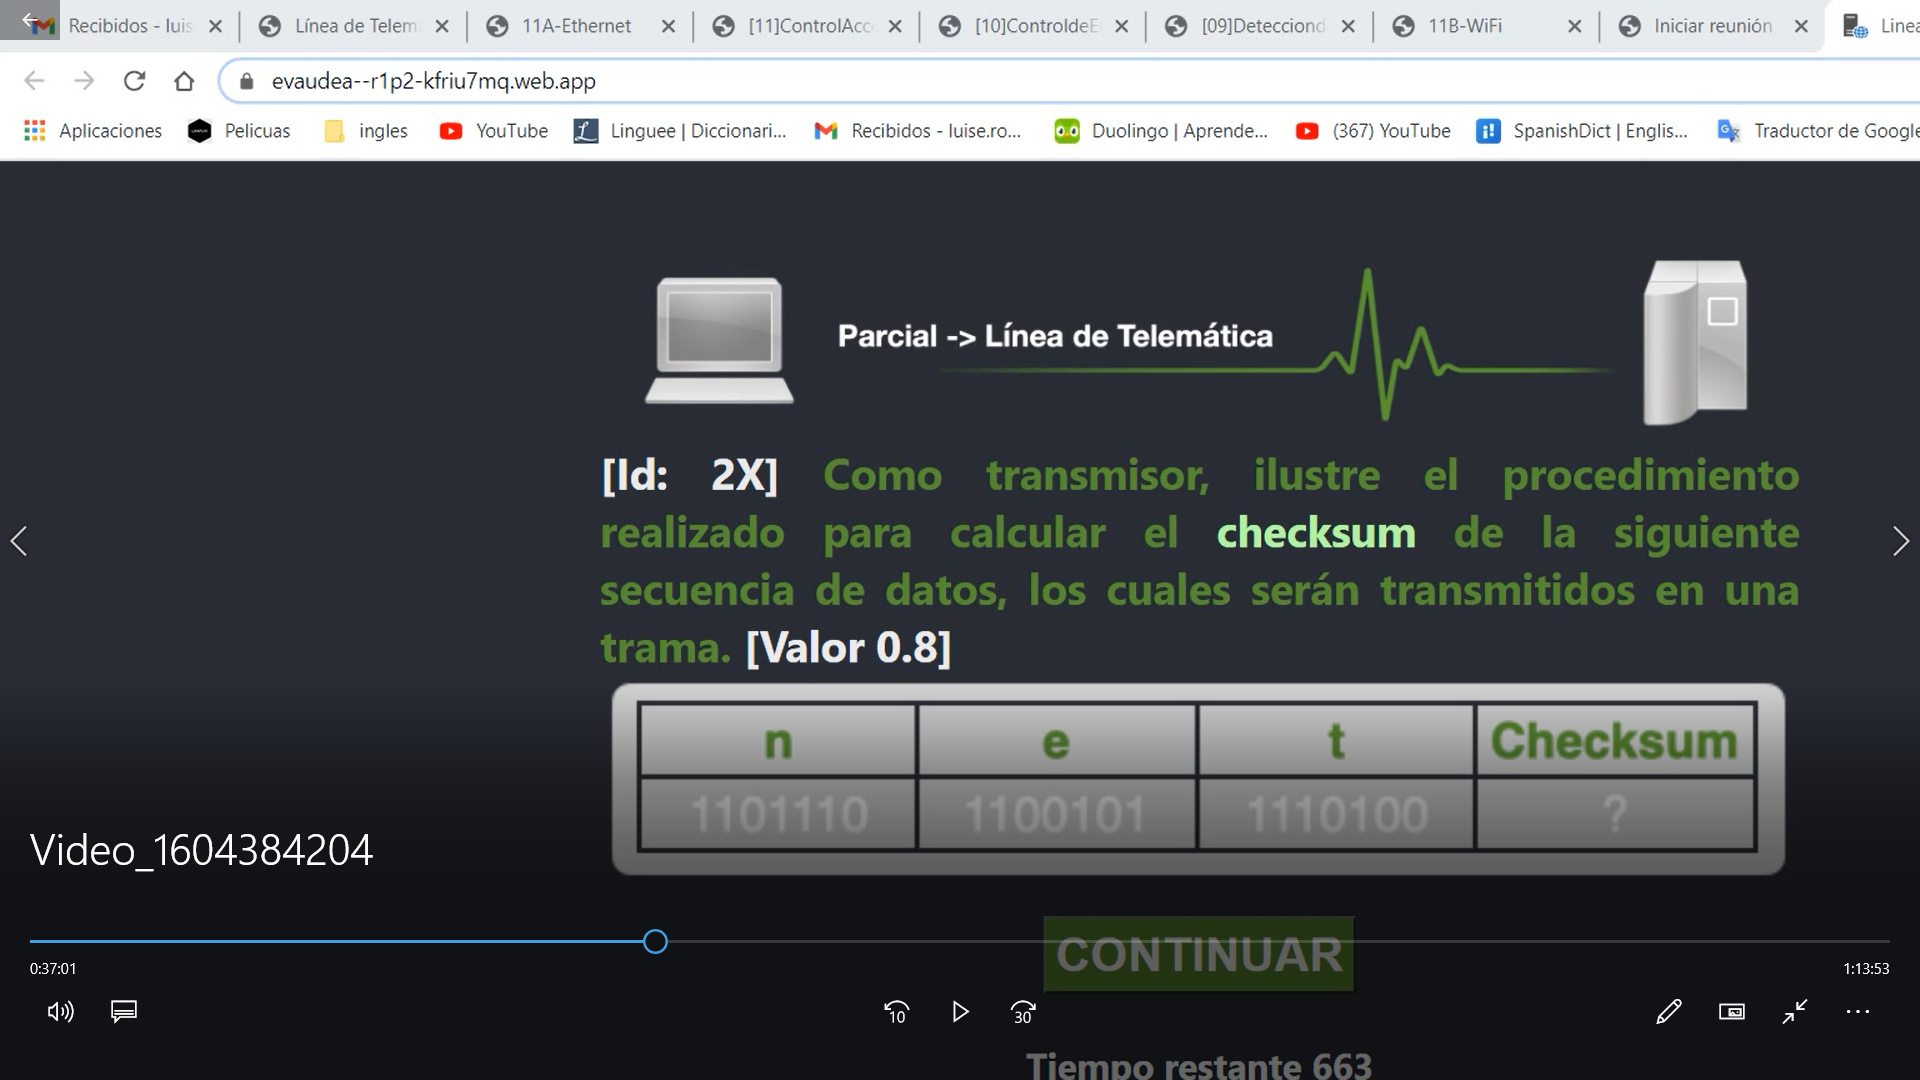 Recibidos - luis
Línea de Telem
11A-Ethernet
[11]ControlAcc
[10]ControldeE
[09]Detecciond
11B-WiFi
Iniciar reunión
Linea
evaudea--r1p2-kfriu7mq.web.app
Aplicaciones
Pelicuas
ingles
YouTube
Linguee | Diccionari...
Recibidos - luise.ro...
Duolingo | Aprende...
(367) YouTube
SpanishDict | Englis...
Traductor de Google
Parcial -> Línea de Telemática
[Id: 2X] Como transmisor, ilustre el procedimiento
realizado para calcular el checksum de la siguiente
secuencia de datos, los cuales serán transmitidos en una
trama. [Valor 0.8]
n e t Checksum
1101110 1100101 1110100 ?
Video_1604384204
CONTINUAR
0:37:01
1:13:53
10
30
Tiempo restante 663